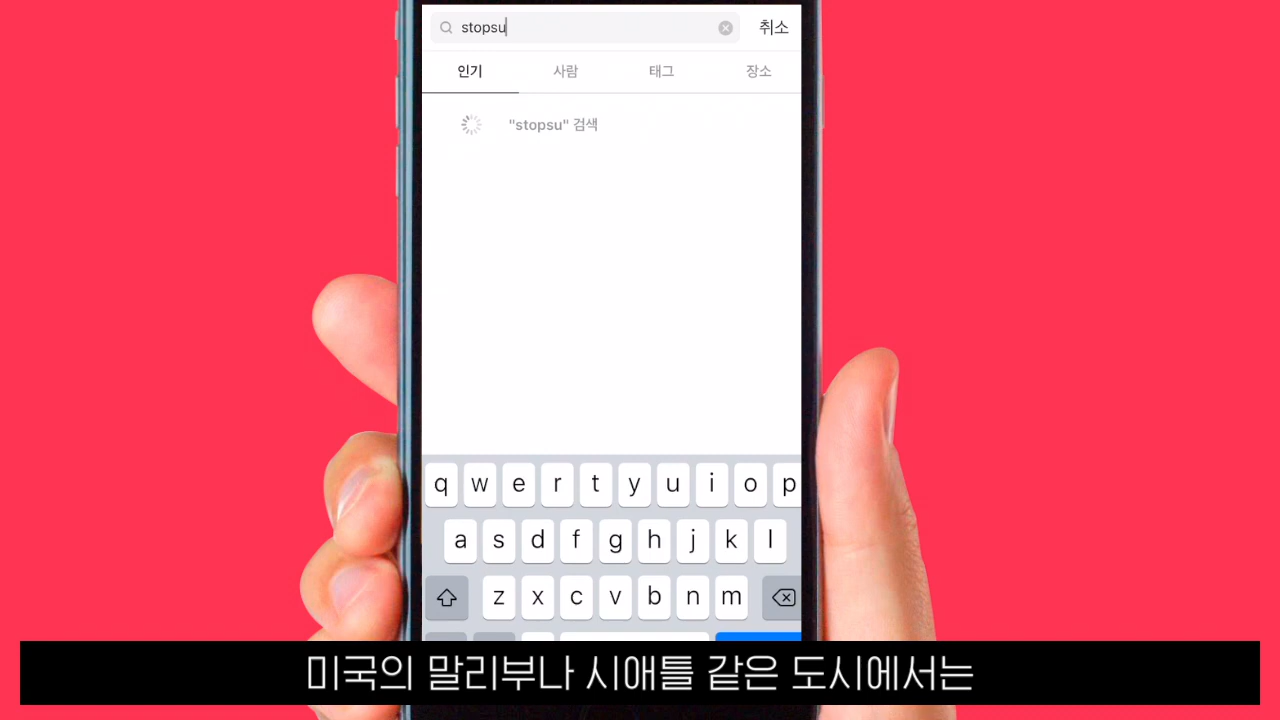 stopsu
취소
인기 사람 태그 장소
"stopsu" 검색
q w e r t y u i o p
a s d f g h j k l
z x c v b n m
미국의 말리부나 시애틀 같은 도시에서는